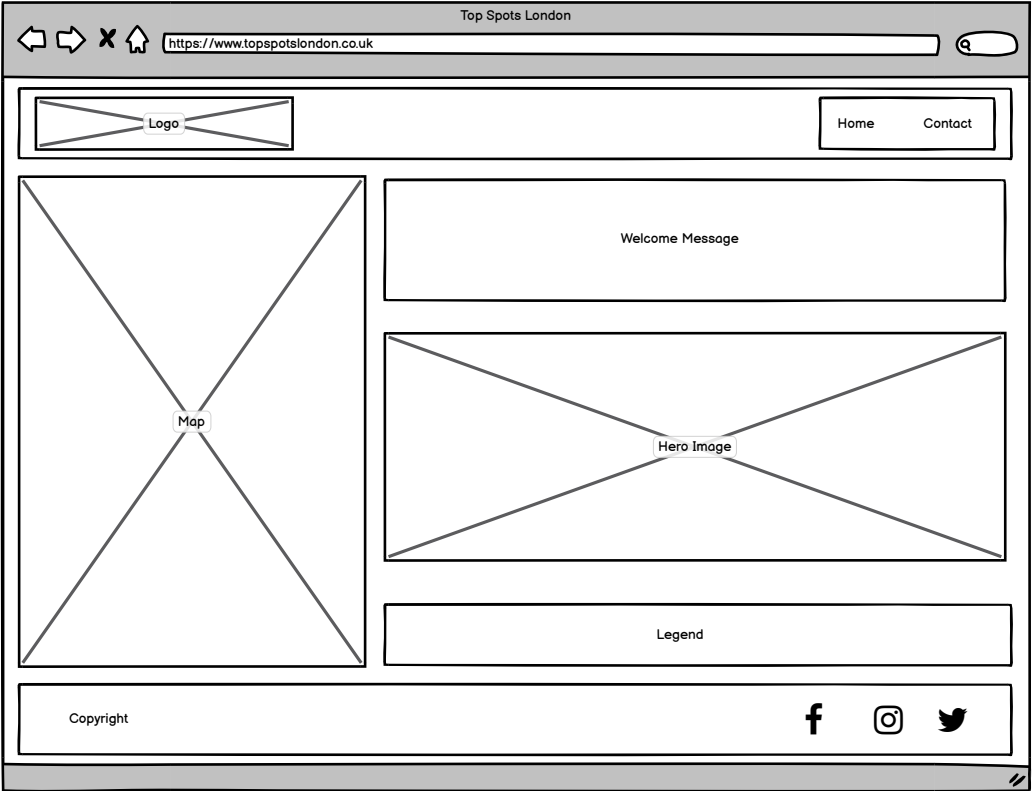 Top Spots London
https://www.topspotslondon.co.uk
Logo
Home Contact
Welcome Message
Map
Hero Image
Legend
Copyright